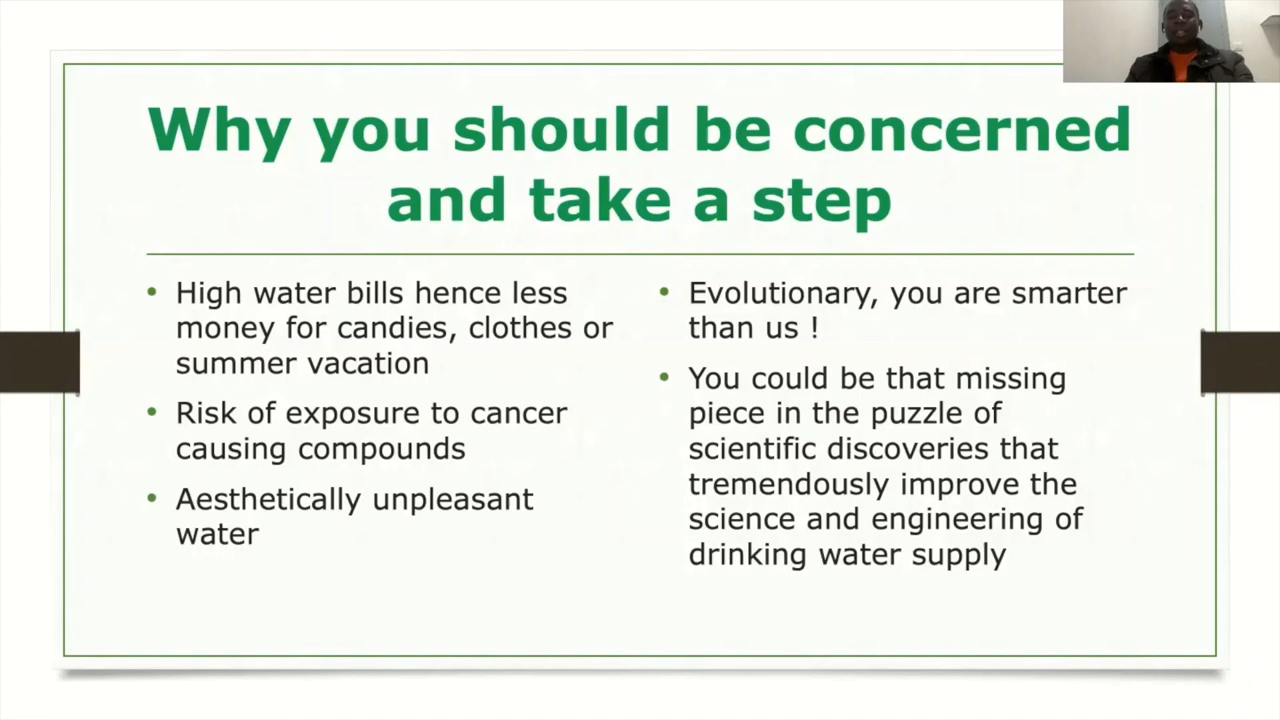 Why you should be concerned
and take a step
• High water bills hence less
money for candies, clothes or
summer vacation
• Risk of exposure to cancer
causing compounds
• Aesthetically unpleasant
water
• Evolutionary, you are smarter
than us !
• You could be that missing
piece in the puzzle of
scientific discoveries that
tremendously improve the
science and engineering of
drinking water supply